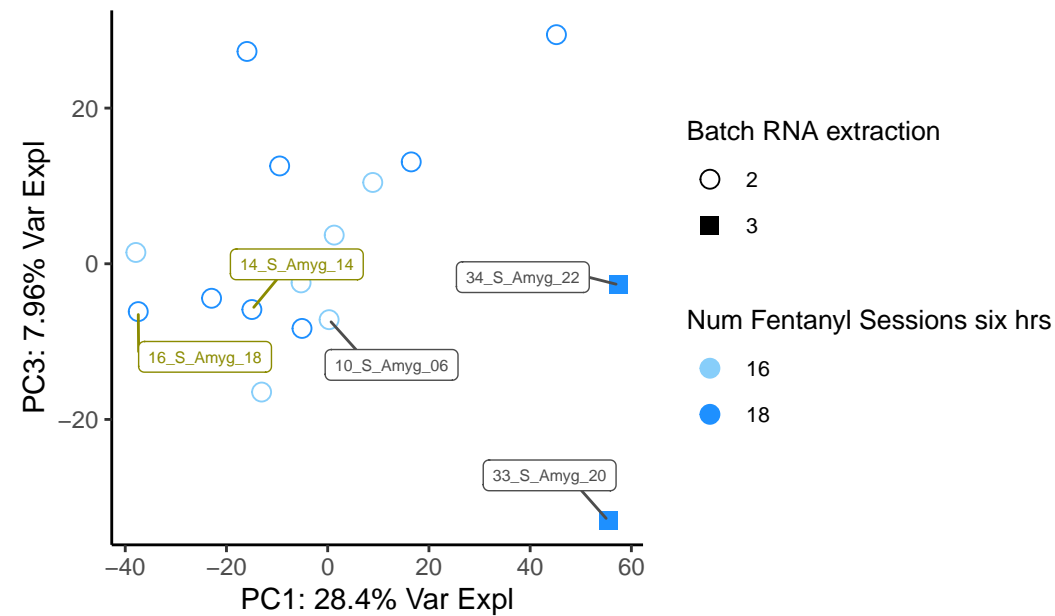 PC3: 7.96% Var Expl
20
0
−20
14_S_Amyg_14
34_S_Amyg_22
16_S_Amyg_18
10_S_Amyg_06
33_S_Amyg_20
−40
−20
0
20
40
60
PC1: 28.4% Var Expl
Batch RNA extraction
2
3
Num Fentanyl Sessions six hrs
16
18